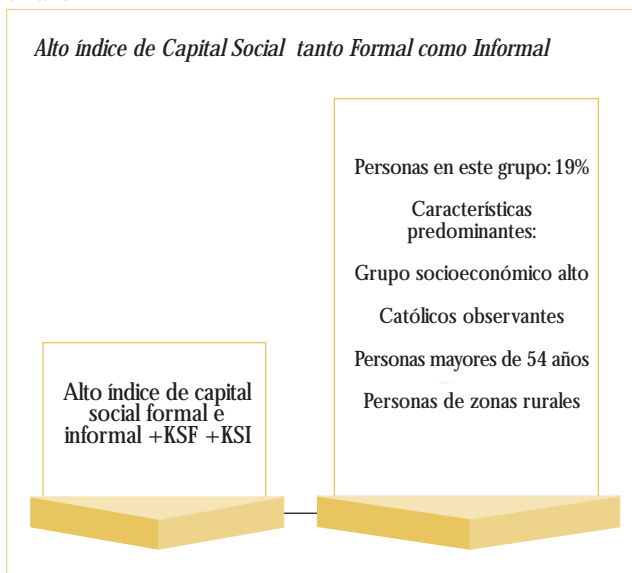 Alto índice de Capital Social tanto Formal como Informal
Personas en este grupo: 19%
Características
predominantes:
Grupo socioeconómico alto
Católicos observantes
Personas mayores de 54 años
Personas de zonas rurales
Alto índice de capital
social formal e
informal +KSF +KSI